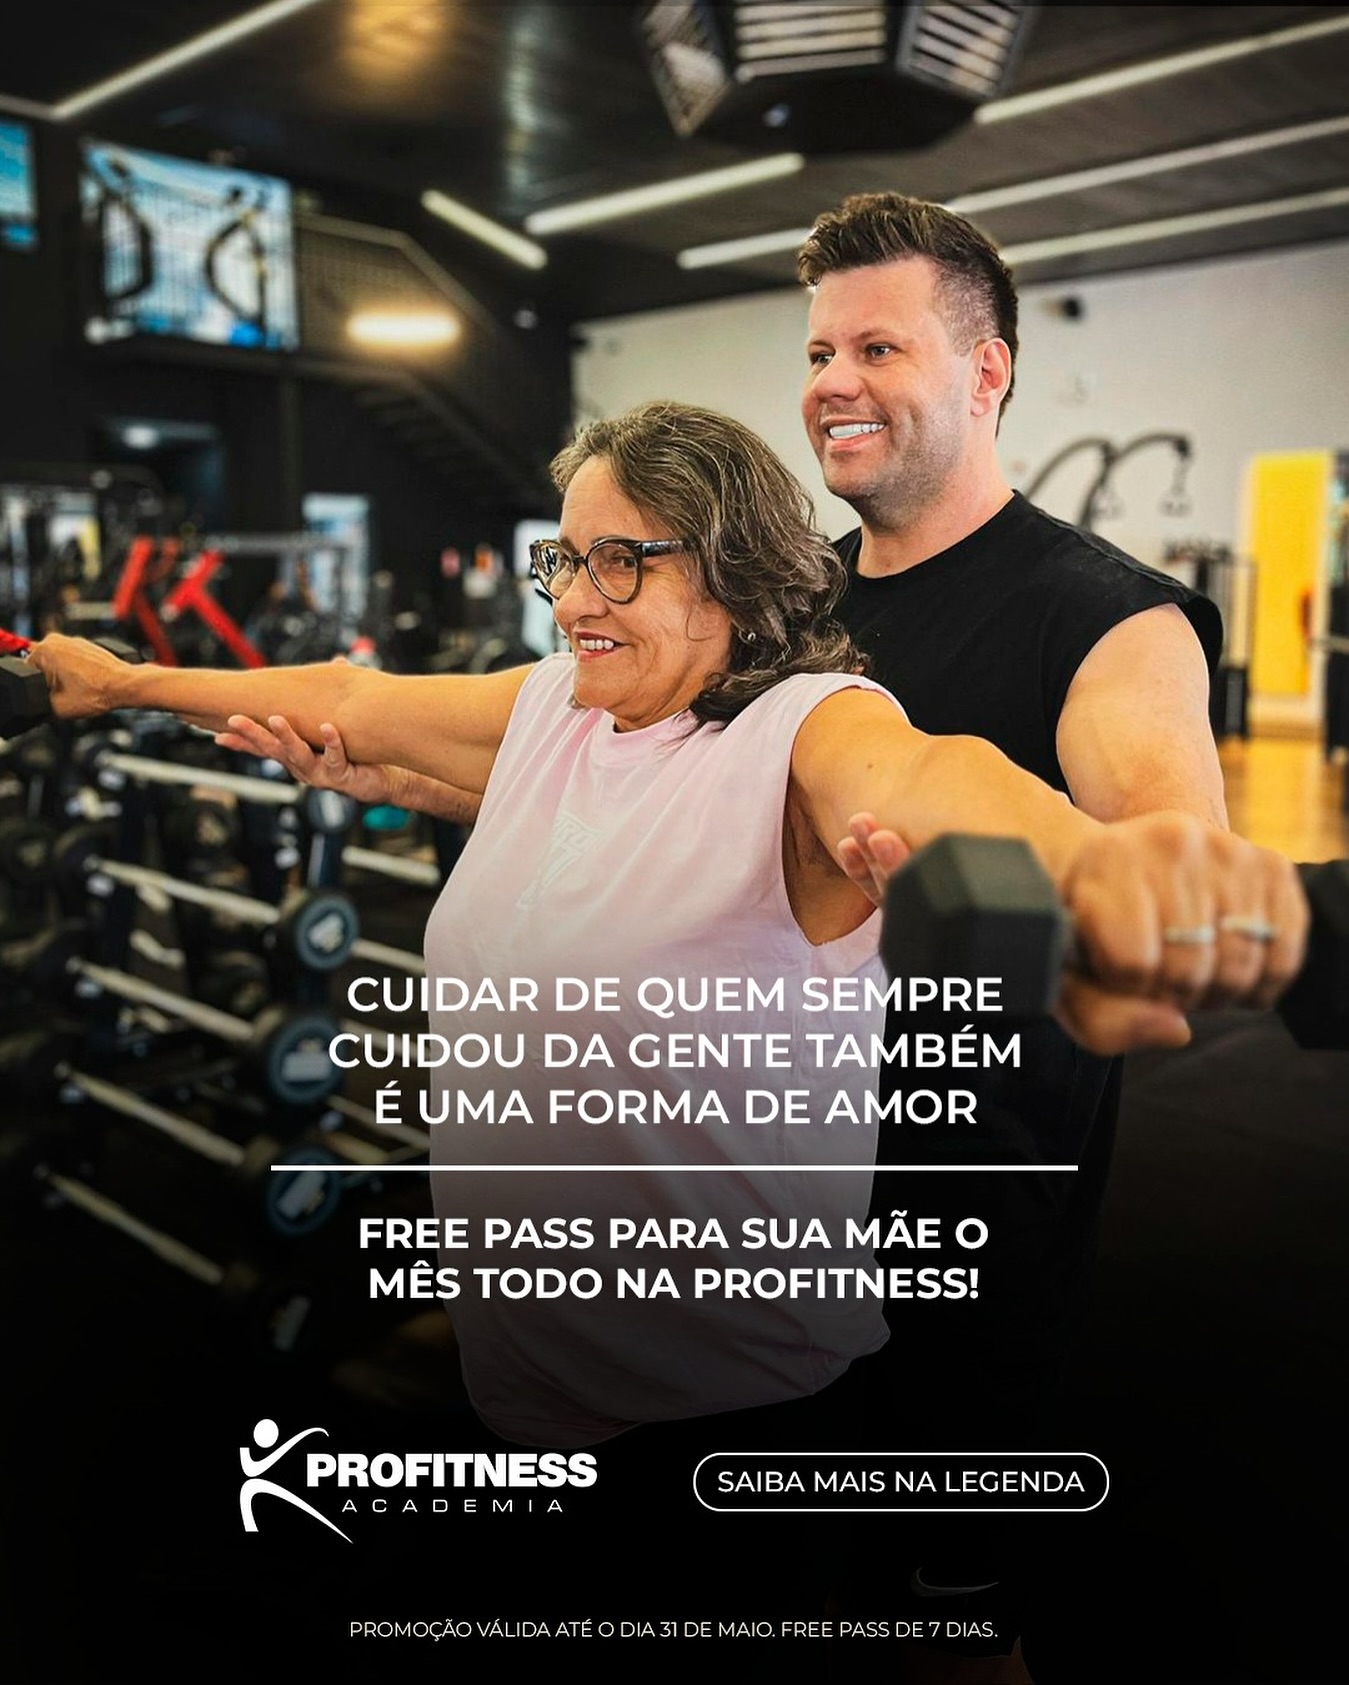 CUIDAR DE QUEM SEMPRE
CUIDOU DA GENTE TAMBÉM
É UMA FORMA DE AMOR
FREE PASS PARA SUA MÃE O
MÊS TODO NA PROFITNESS!
PROFITNESS
ACADEMIA
SAIBA MAIS NA LEGENDA
PROMOÇÃO VÁLIDA ATÉ O DIA 31 DE MAIO. FREE PASS DE 7 DIAS.